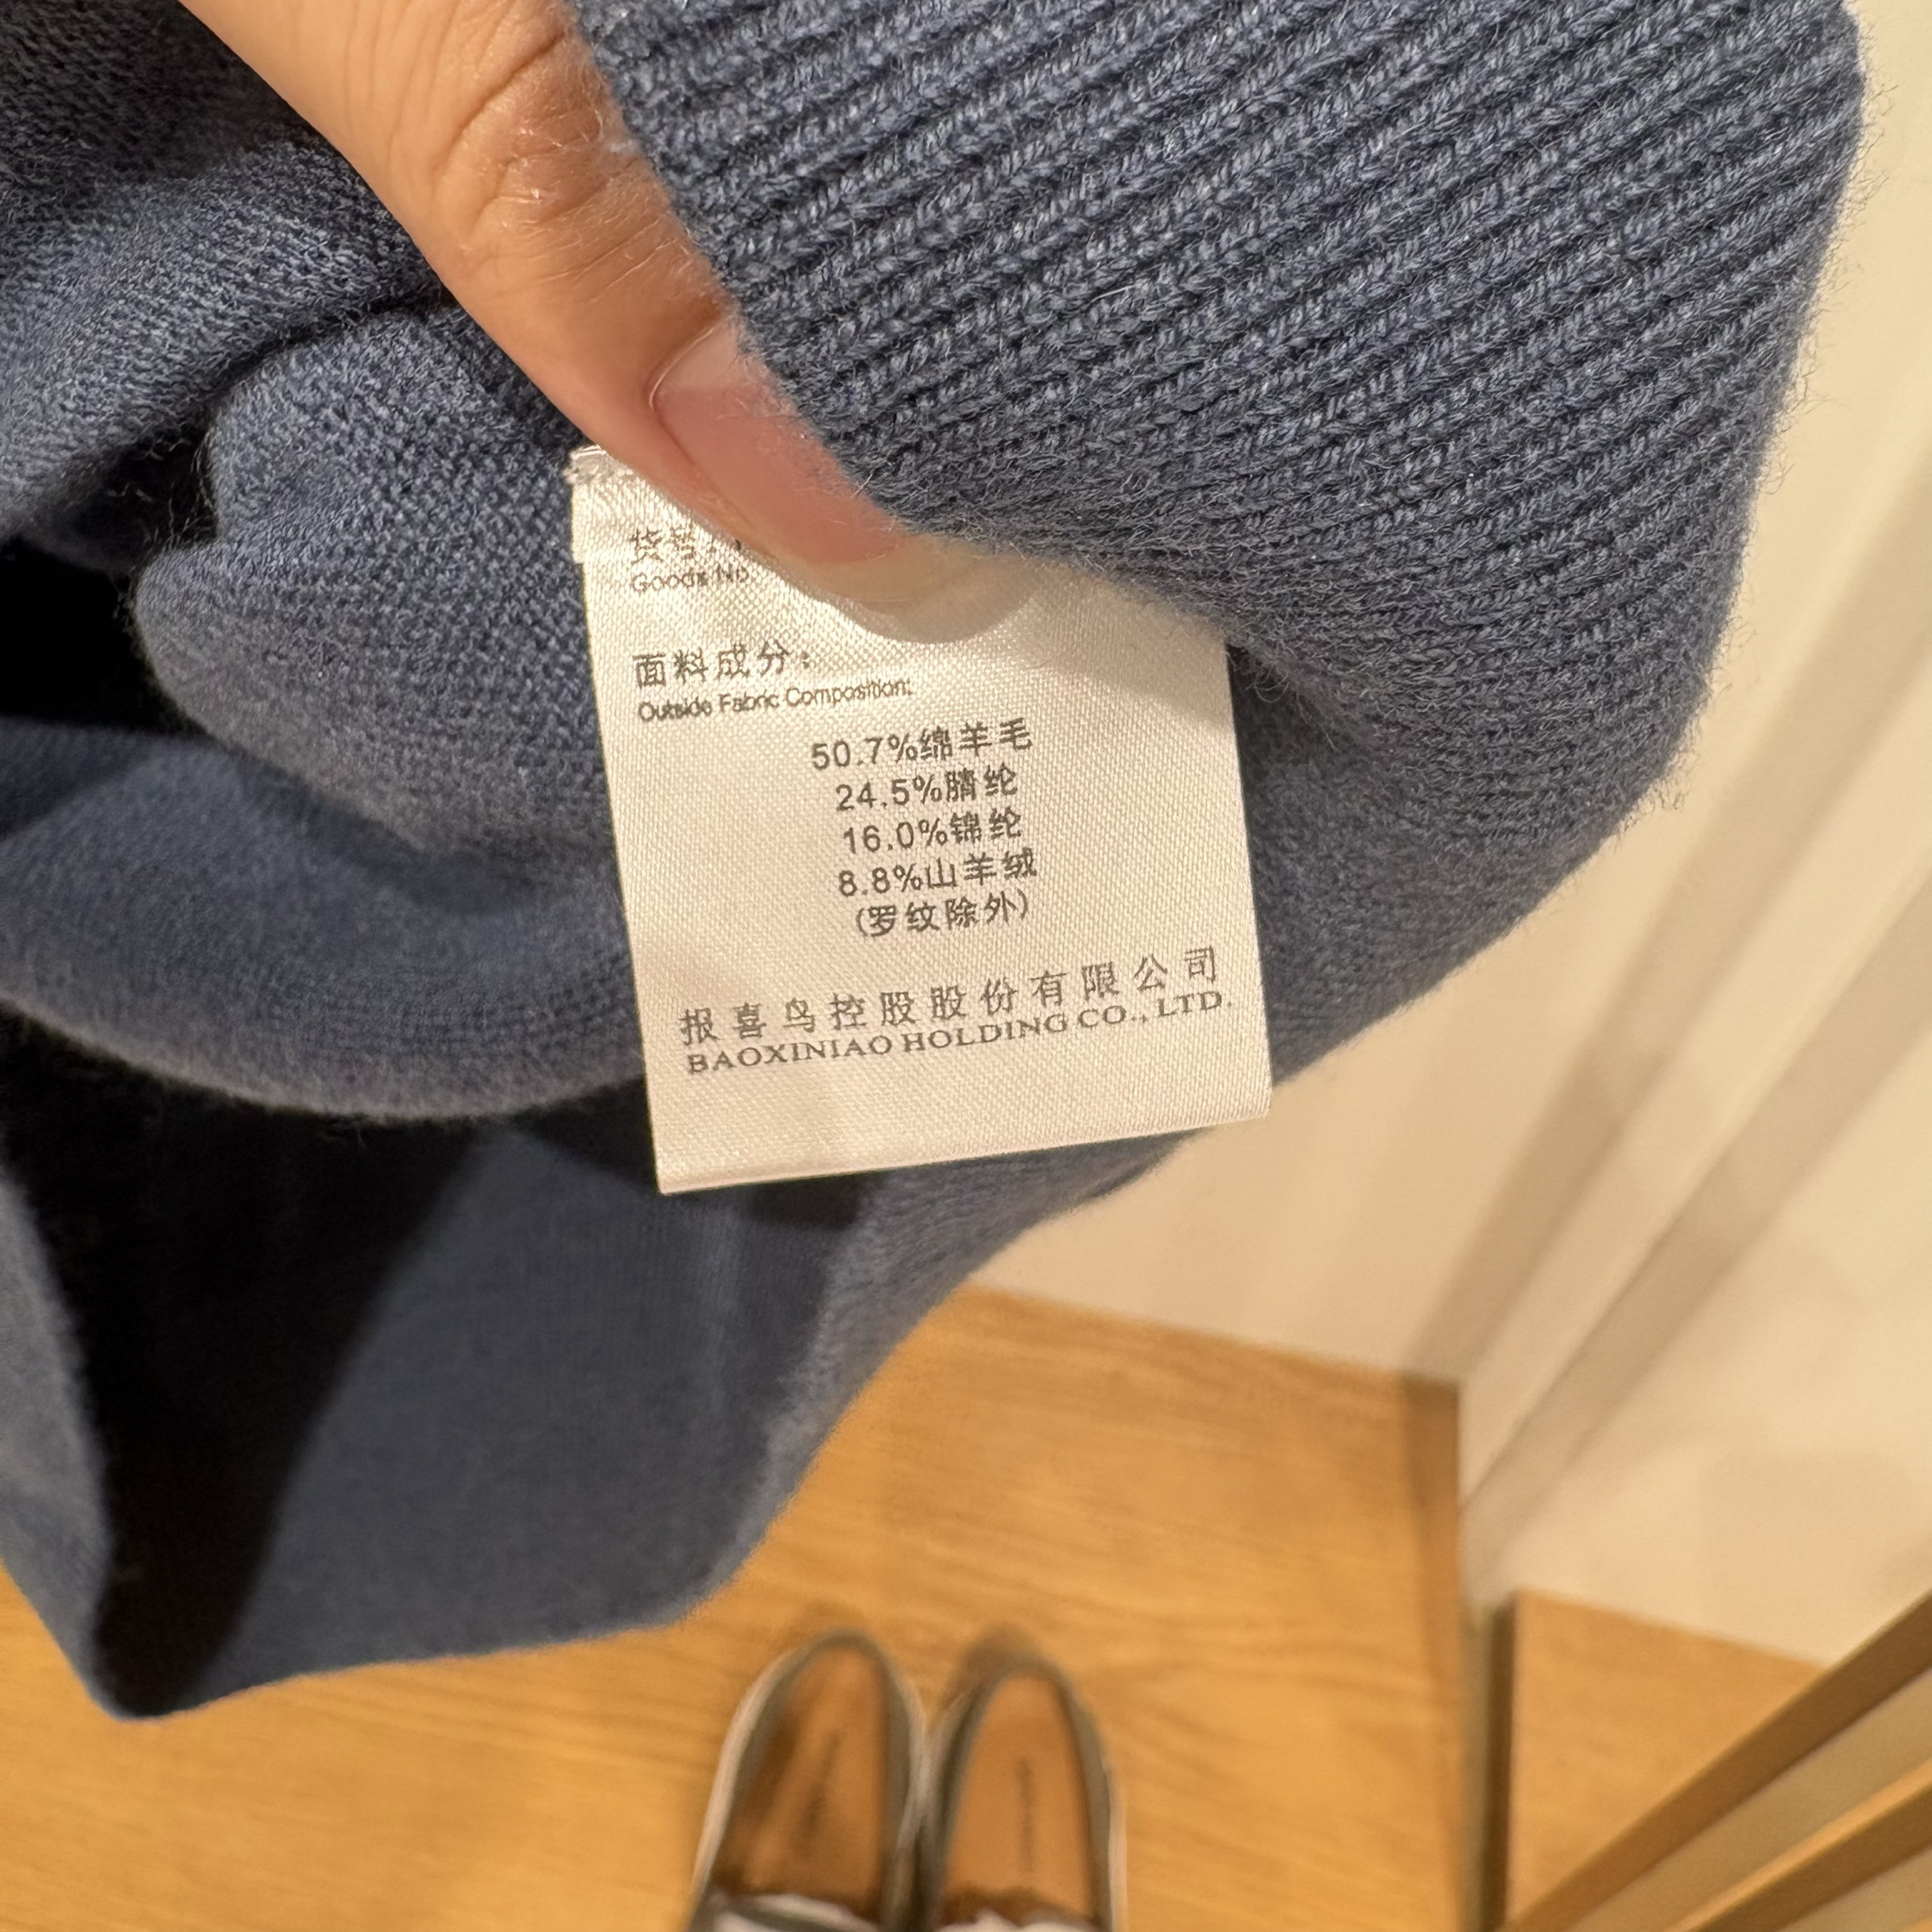 货号:
Goods No.
面料成分:
Outside Fabric Composition:
50.7%绵羊毛
24.5%腈纶
16.0%锦纶
8.8%山羊绒
(罗纹除外)
报喜鸟控股股份有限公司
BAOXINIAO HOLDING CO., LTD.